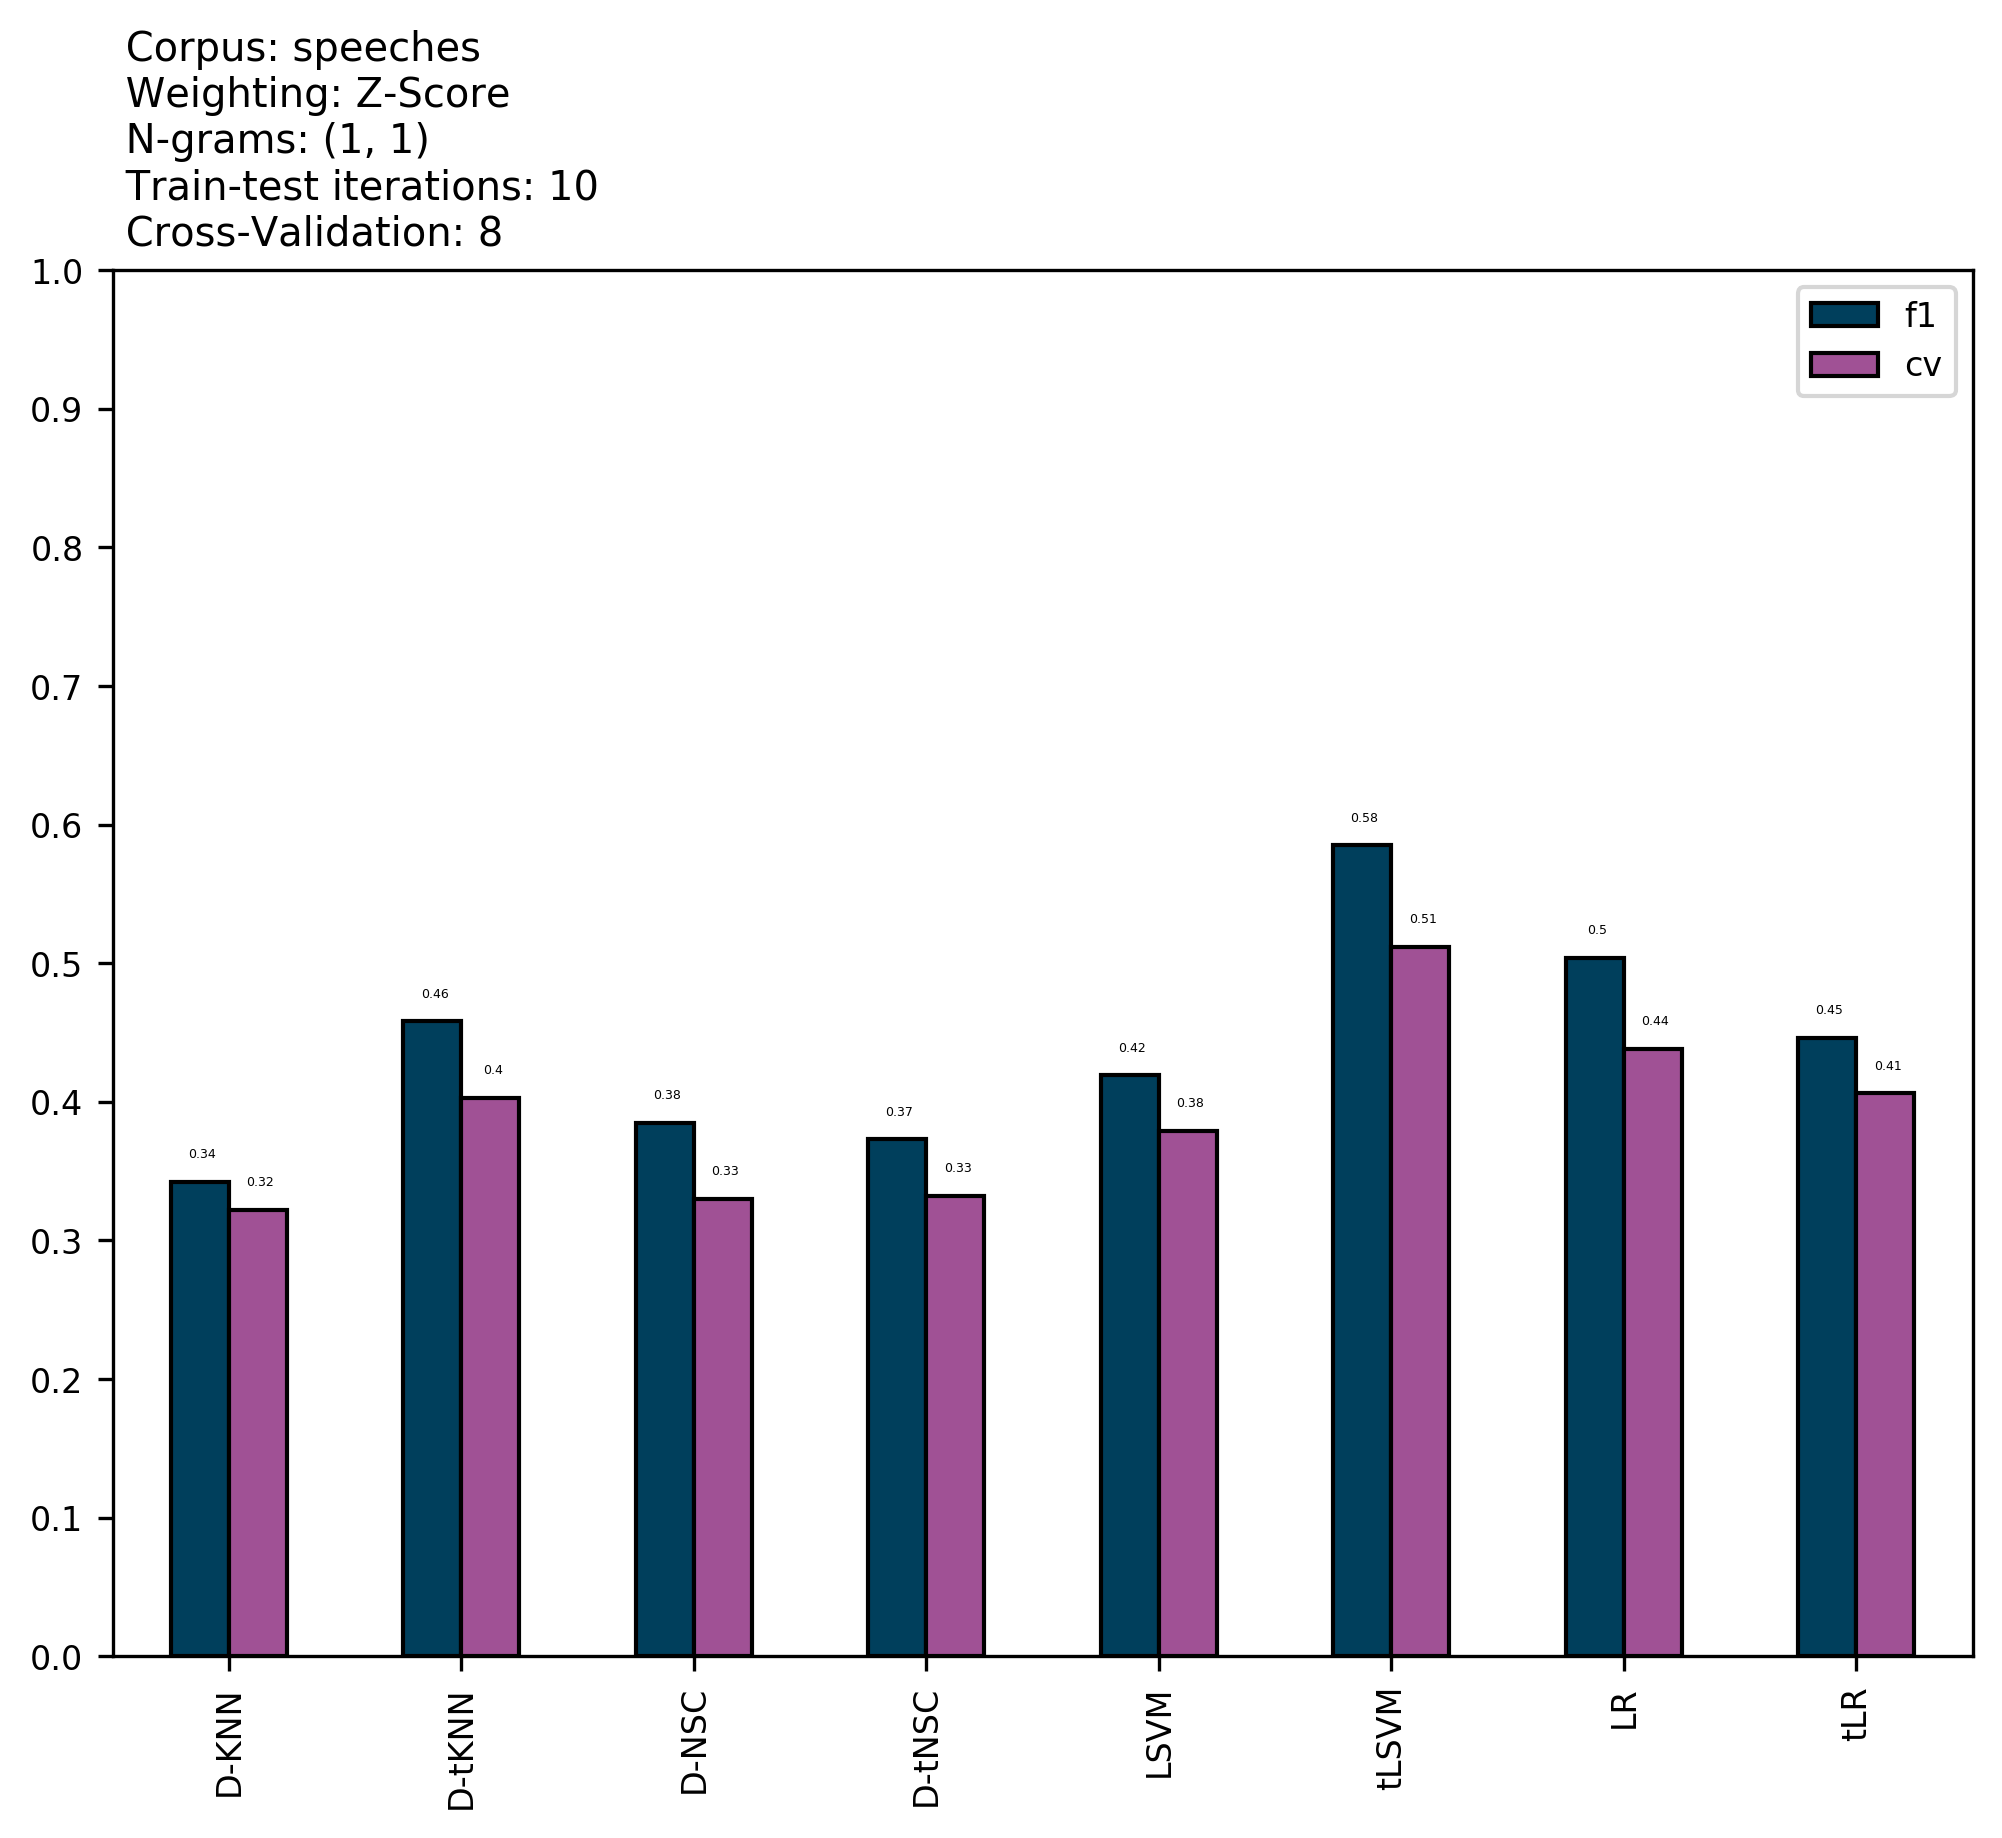 Corpus: speeches
Weighting: Z-Score
N-grams: (1, 1)
Train-test iterations: 10
Cross-Validation: 8
1.0
0.9
0.8
0.7
0.6
0.5
0.4
0.3
0.2
0.1
0.0
f1
cv
0.34
0.32
0.46
0.4
0.38
0.33
0.37
0.33
0.42
0.38
0.58
0.51
0.5
0.44
0.45
0.41
D-KNN
D-tKNN
D-NSC
D-tNSC
LSVM
tLSVM
LR
tLR